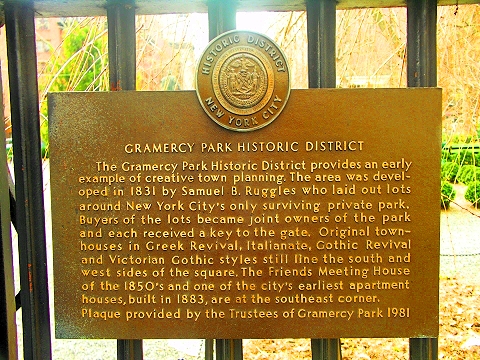 HISTORIC DISTRICT
NEW YORK CITY
GRAMERCY PARK HISTORIC DISTRICT
The Gramercy Park Historic District provides an early
example of creative town planning. The area was devel-
oped in 1831 by Samuel B. Ruggles who laid out lots
around New York City's only surviving private park.
Buyers of the lots became joint owners of the park
and each received a key to the gate. Original town-
houses in Greek Revival, Italianate, Gothic Revival
and Victorian Gothic styles still line the south and
west sides of the square. The Friends Meeting House
of the 1850's and one of the city's earliest apartment
houses, built in 1883, are at the southeast corner.
Plaque provided by the Trustees of Gramercy Park 1981